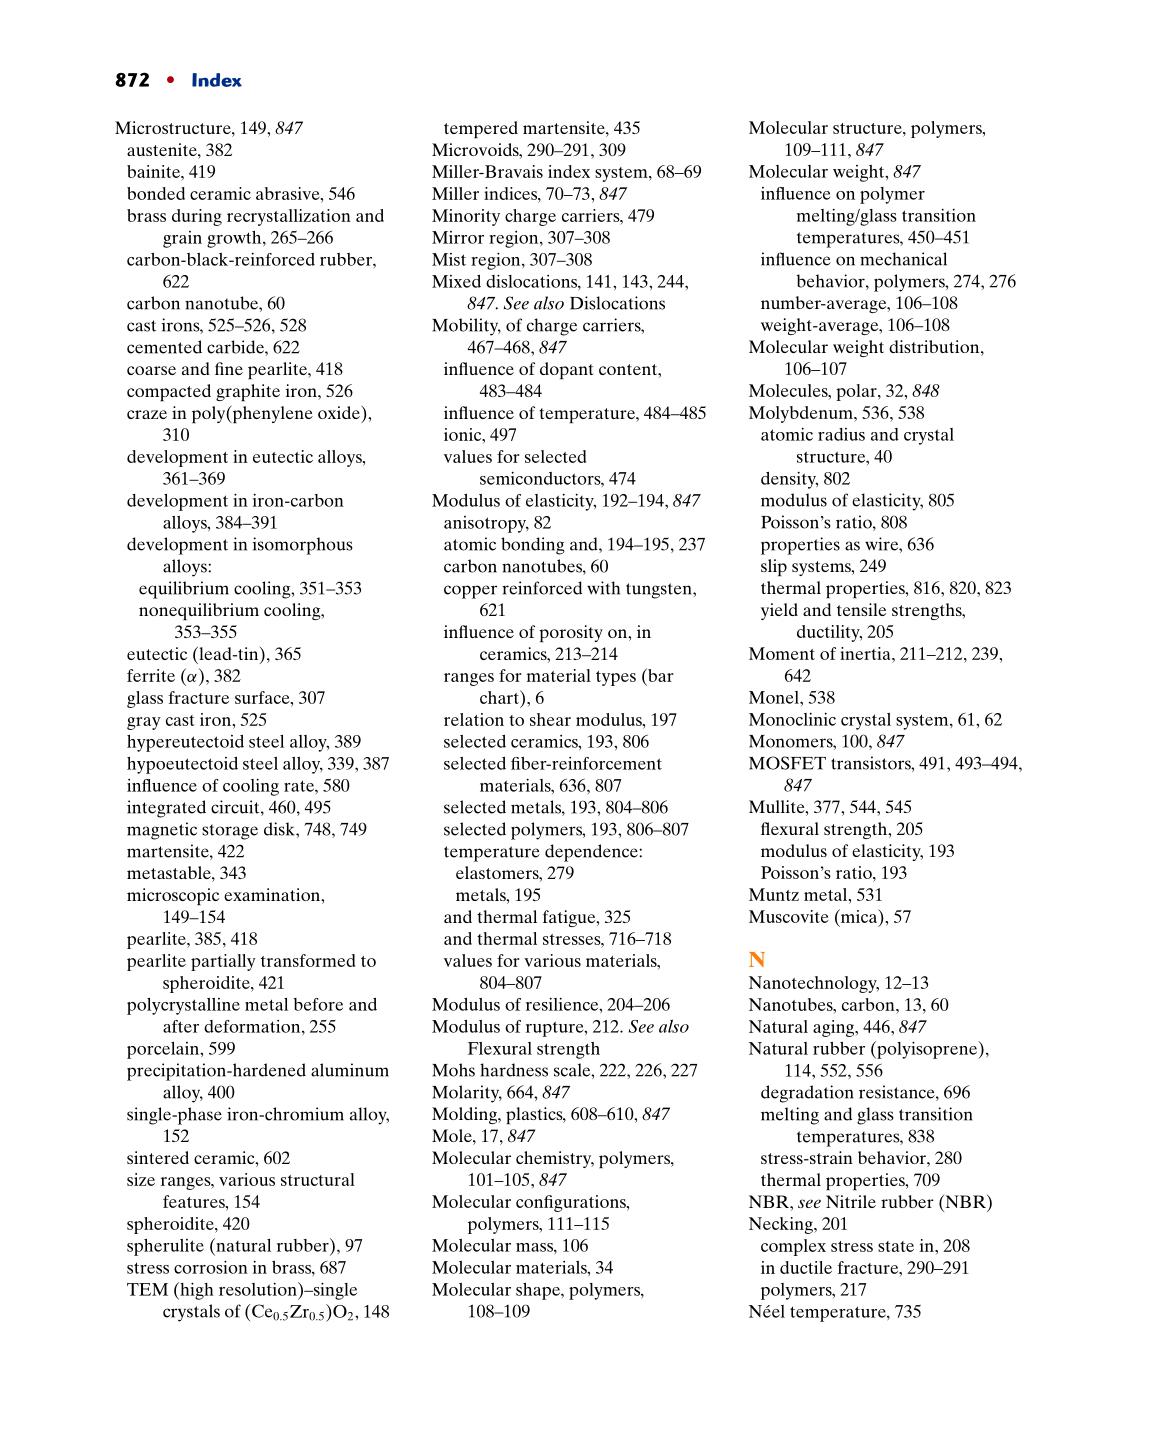 872 • Index
Microstructure, 149, 847
austenite, 382
bainite, 419
bonded ceramic abrasive, 546
brass during recrystallization and
grain growth, 265–266
carbon-black-reinforced rubber,
622
carbon nanotube, 60
cast irons, 525–526, 528
cemented carbide, 622
coarse and fine pearlite, 418
compacted graphite iron, 526
craze in poly(phenylene oxide),
310
development in eutectic alloys,
361–369
development in iron-carbon
alloys, 384–391
development in isomorphous
alloys:
equilibrium cooling, 351–353
nonequilibrium cooling,
353–355
eutectic (lead-tin), 365
ferrite (α), 382
glass fracture surface, 307
gray cast iron, 525
hypereutectoid steel alloy, 389
hypoeutectoid steel alloy, 339, 387
influence of cooling rate, 580
integrated circuit, 460, 495
magnetic storage disk, 748, 749
martensite, 422
metastable, 343
microscopic examination,
149–154
pearlite, 385, 418
pearlite partially transformed to
spheroidite, 421
polycrystalline metal before and
after deformation, 255
porcelain, 599
precipitation-hardened aluminum
alloy, 400
single-phase iron-chromium alloy,
152
sintered ceramic, 602
size ranges, various structural
features, 154
spheroidite, 420
spherulite (natural rubber), 97
stress corrosion in brass, 687
TEM (high resolution)–single
crystals of (Ce0.5Zr0.5)O2, 148
tempered martensite, 435
Microvoids, 290–291, 309
Miller-Bravais index system, 68–69
Miller indices, 70–73, 847
Minority charge carriers, 479
Mirror region, 307–308
Mist region, 307–308
Mixed dislocations, 141, 143, 244,
847. See also Dislocations
Mobility, of charge carriers,
467–468, 847
influence of dopant content,
483–484
influence of temperature, 484–485
ionic, 497
values for selected
semiconductors, 474
Modulus of elasticity, 192–194, 847
anisotropy, 82
atomic bonding and, 194–195, 237
carbon nanotubes, 60
copper reinforced with tungsten,
621
influence of porosity on, in
ceramics, 213–214
ranges for material types (bar
chart), 6
relation to shear modulus, 197
selected ceramics, 193, 806
selected fiber-reinforcement
materials, 636, 807
selected metals, 193, 804–806
selected polymers, 193, 806–807
temperature dependence:
elastomers, 279
metals, 195
and thermal fatigue, 325
and thermal stresses, 716–718
values for various materials,
804–807
Modulus of resilience, 204–206
Modulus of rupture, 212. See also
Flexural strength
Mohs hardness scale, 222, 226, 227
Molarity, 664, 847
Molding, plastics, 608–610, 847
Mole, 17, 847
Molecular chemistry, polymers,
101–105, 847
Molecular configurations,
polymers, 111–115
Molecular mass, 106
Molecular materials, 34
Molecular shape, polymers,
108–109
Molecular structure, polymers,
109–111, 847
Molecular weight, 847
influence on polymer
melting/glass transition
temperatures, 450–451
influence on mechanical
behavior, polymers, 274, 276
number-average, 106–108
weight-average, 106–108
Molecular weight distribution,
106–107
Molecules, polar, 32, 848
Molybdenum, 536, 538
atomic radius and crystal
structure, 40
density, 802
modulus of elasticity, 805
Poisson's ratio, 808
properties as wire, 636
slip systems, 249
thermal properties, 816, 820, 823
yield and tensile strengths,
ductility, 205
Moment of inertia, 211–212, 239,
642
Monel, 538
Monoclinic crystal system, 61, 62
Monomers, 100, 847
MOSFET transistors, 491, 493–494,
847
Mullite, 377, 544, 545
flexural strength, 205
modulus of elasticity, 193
Poisson's ratio, 193
Muntz metal, 531
Muscovite (mica), 57
N
Nanotechnology, 12–13
Nanotubes, carbon, 13, 60
Natural aging, 446, 847
Natural rubber (polyisoprene),
114, 552, 556
degradation resistance, 696
melting and glass transition
temperatures, 838
stress-strain behavior, 280
thermal properties, 709
NBR, see Nitrile rubber (NBR)
Necking, 201
complex stress state in, 208
in ductile fracture, 290–291
polymers, 217
Néel temperature, 735